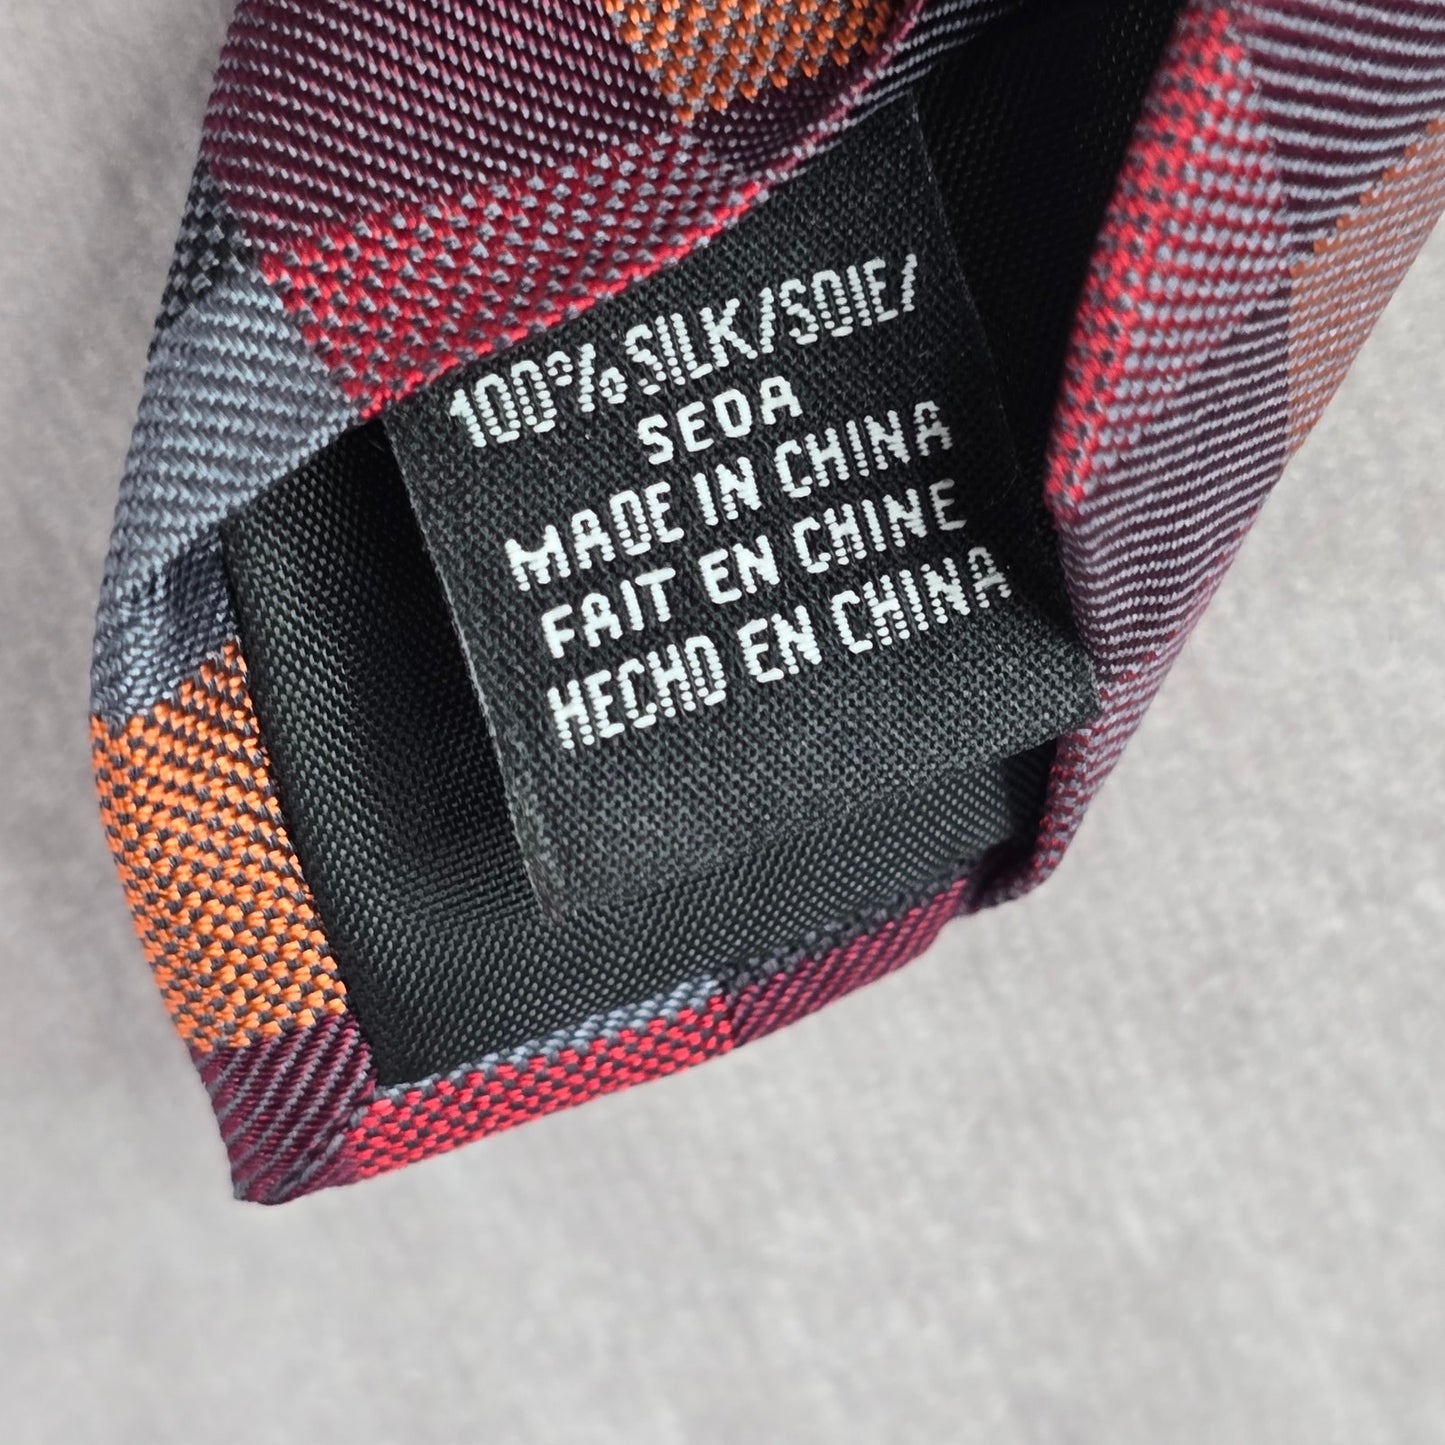 100% SILK/SOIE/
SEDA
MADE IN CHINA
FAIT EN CHINE
HECHO EN CHINA